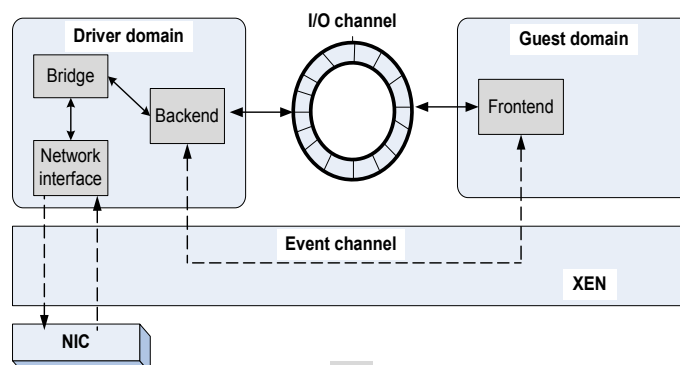 I/O channel
Driver domain
Guest domain
Bridge
Backend
Frontend
Network
interface
Event channel
XEN
NIC